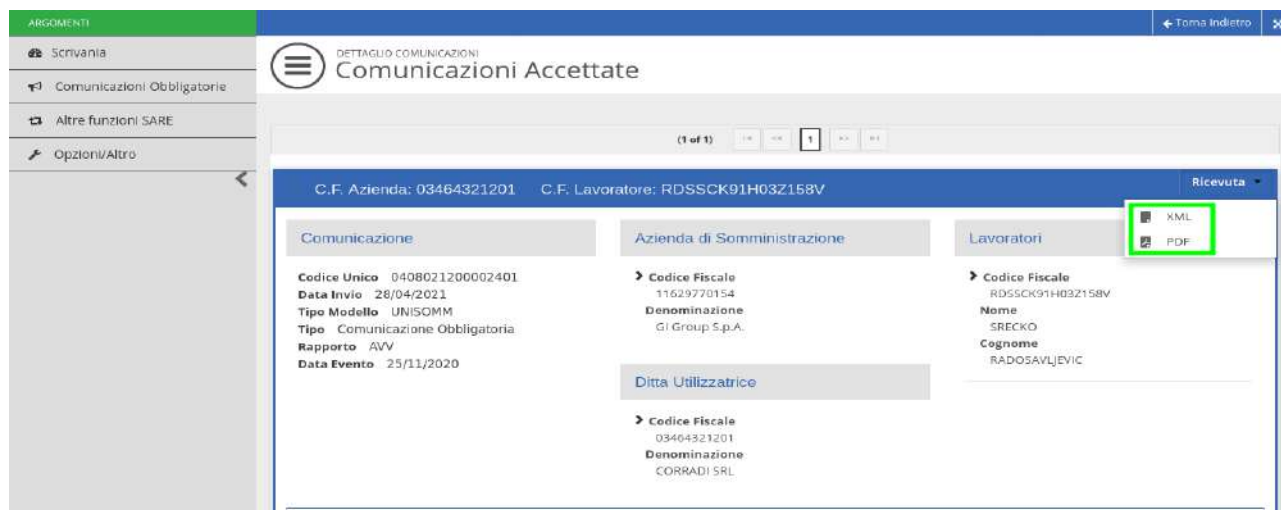 ARGOMENTI
Torna Indietro
Scrivania
Comunicazioni Obbligatorie
Altre funzioni SARE
Opzioni/Altro
DETTAGLIO COMUNICAZIONI
Comunicazioni Accettate
(1 of 1)
1
C.F. Azienda: 03464321201 C.F. Lavoratore: RDSSCK91H03Z158V
Ricevuta
XML
PDF
Comunicazione
Codice Unico 0408021200002401
Data Invio 28/04/2021
Tipo Modello UNISOMM
Tipo Comunicazione Obbligatoria
Rapporto AVV
Data Evento 25/11/2020
Azienda di Somministrazione
Codice Fiscale
11629770154
Denominazione
GI Group S.p.A.
Ditta Utilizzatrice
Codice Fiscale
03464321201
Denominazione
CORRADI SRL
Lavoratori
Codice Fiscale
RDSSCK91H03Z158V
Nome
SRECKO
Cognome
RADOSAVLJEVIC